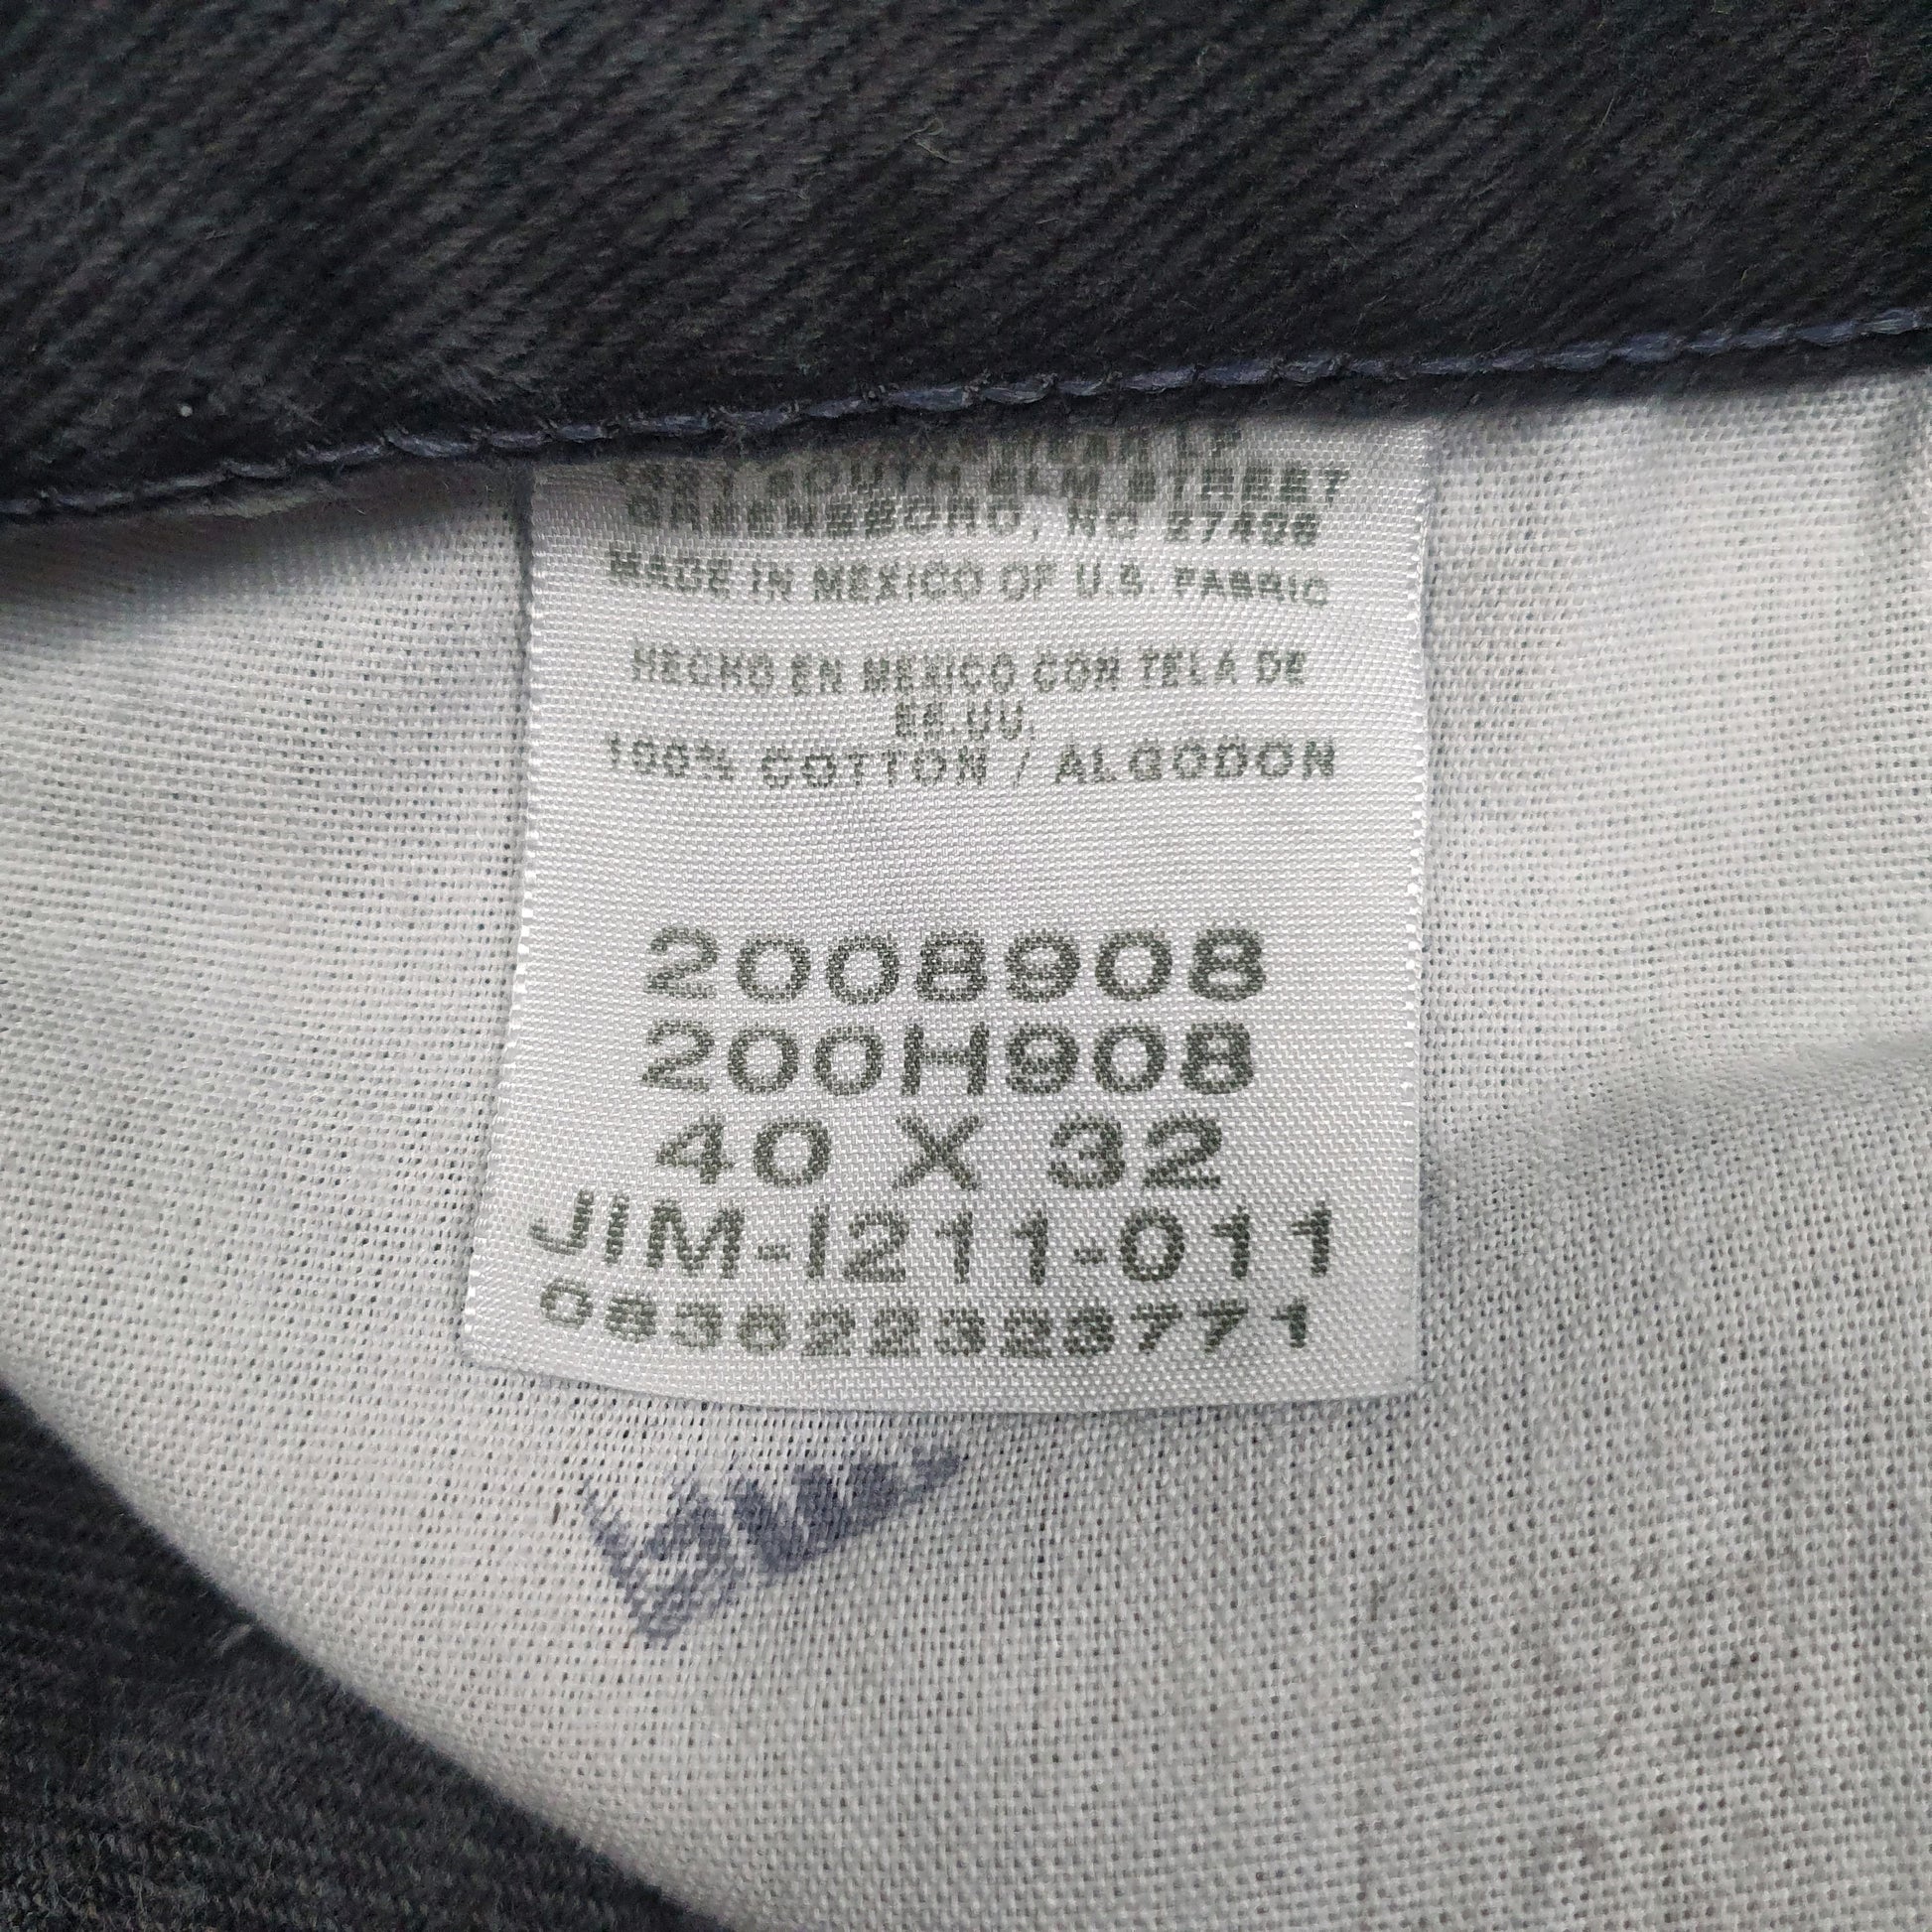 SOUTH ELM STREET
GREENSBORO, NC 27406
MADE IN MEXICO OF U.S. FABRIC
HECHO EN MEXICO CON TELA DE
EE.UU.
100% COTTON / ALGODON
2008908
200H908
40 X 32
JIM-I211-011
083022323771